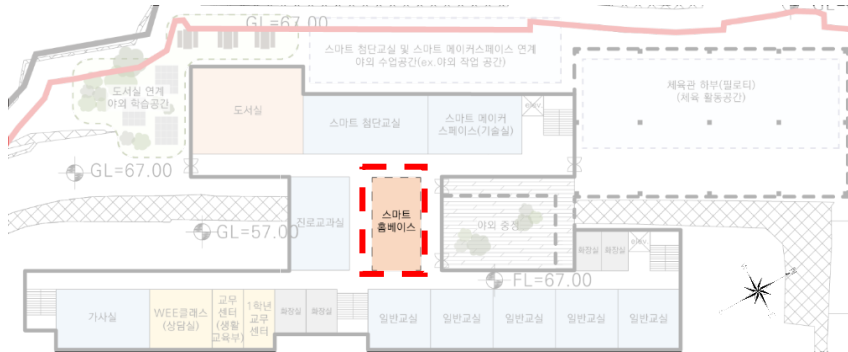 GL=67.00
GL=
스마트 첨단교실 및 스마트 메이커스페이스 연계
야외 수업공간(ex.야외 작업 공간)
체육관 하부(필로티)
(체육 활동공간)
도서실 연계
야외 학습공간
도서실
스마트 첨단교실
스마트 메이커
스페이스(기술실)
elev
GL=67.00
진로교과실
스마트
홈베이스
야외 중정
GL=57.00
화장실
화장실
elev
FL=67.00
가사실
WEE클래스
(상담실)
교무
센터
(생활
교육부)
1학년
교무
센터
화장실
화장실
일반교실
일반교실
일반교실
일반교실
일반교실